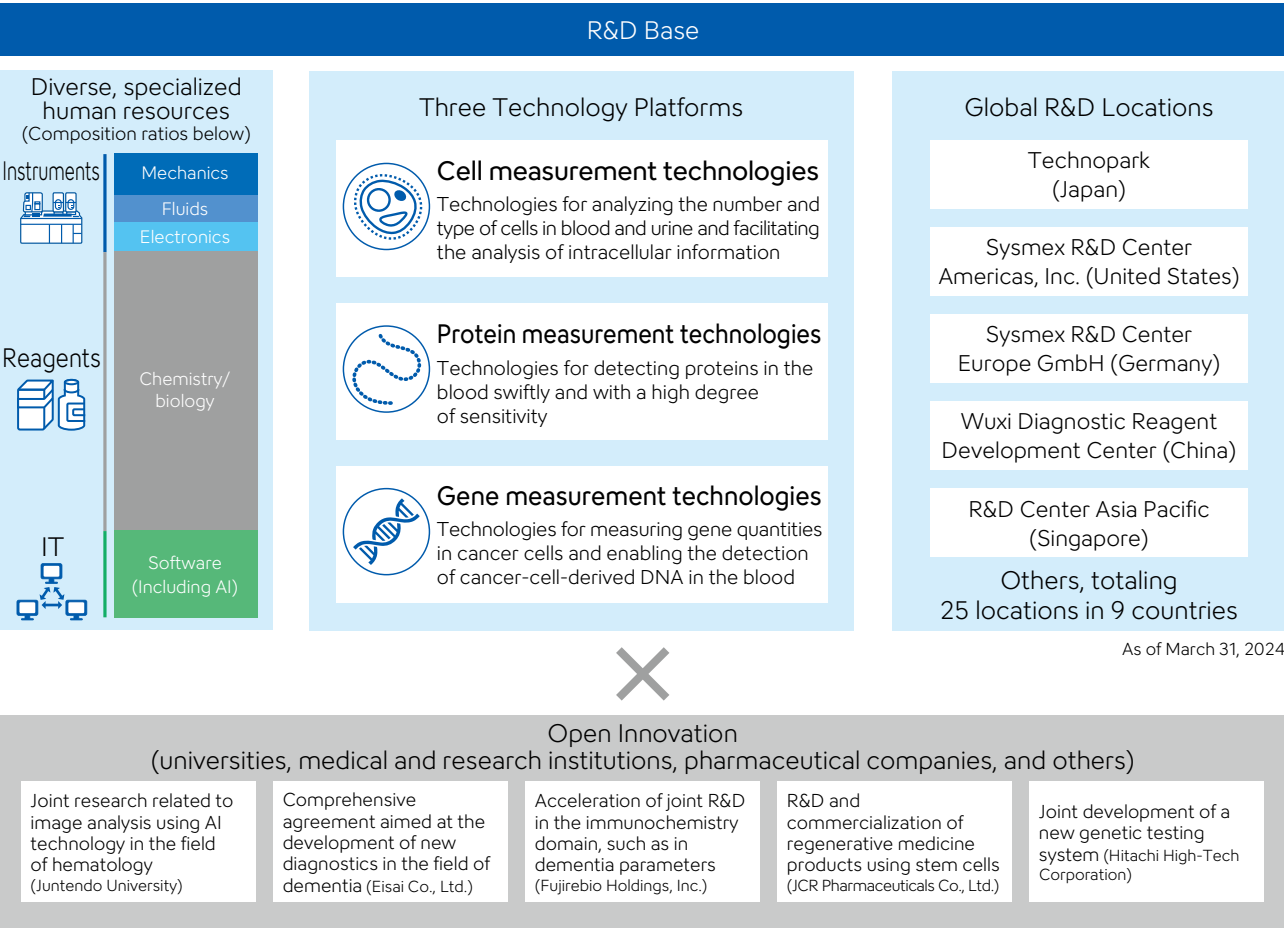 R&D Base
Diverse, specialized
human resources
(Composition ratios below)
Instruments
Mechanics
Fluids
Electronics
Reagents
Chemistry/
biology
IT
Software
(Including AI)
Three Technology Platforms
Cell measurement technologies
Technologies for analyzing the number and
type of cells in blood and urine and facilitating
the analysis of intracellular information
Protein measurement technologies
Technologies for detecting proteins in the
blood swiftly and with a high degree
of sensitivity
Gene measurement technologies
Technologies for measuring gene quantities
in cancer cells and enabling the detection
of cancer-cell-derived DNA in the blood
Global R&D Locations
Technopark
(Japan)
Sysmex R&D Center
Americas, Inc. (United States)
Sysmex R&D Center
Europe GmbH (Germany)
Wuxi Diagnostic Reagent
Development Center (China)
R&D Center Asia Pacific
(Singapore)
Others, totaling
25 locations in 9 countries
As of March 31, 2024
Open Innovation
(universities, medical and research institutions, pharmaceutical companies, and others)
Joint research related to
image analysis using AI
technology in the field
of hematology
(Juntendo University)
Comprehensive
agreement aimed at the
development of new
diagnostics in the field of
dementia (Eisai Co., Ltd.)
Acceleration of joint R&D
in the immunochemistry
domain, such as in
dementia parameters
(Fujirebio Holdings, Inc.)
R&D and
commercialization of
regenerative medicine
products using stem cells
(JCR Pharmaceuticals Co., Ltd.)
Joint development of a
new genetic testing
system (Hitachi High-Tech
Corporation)